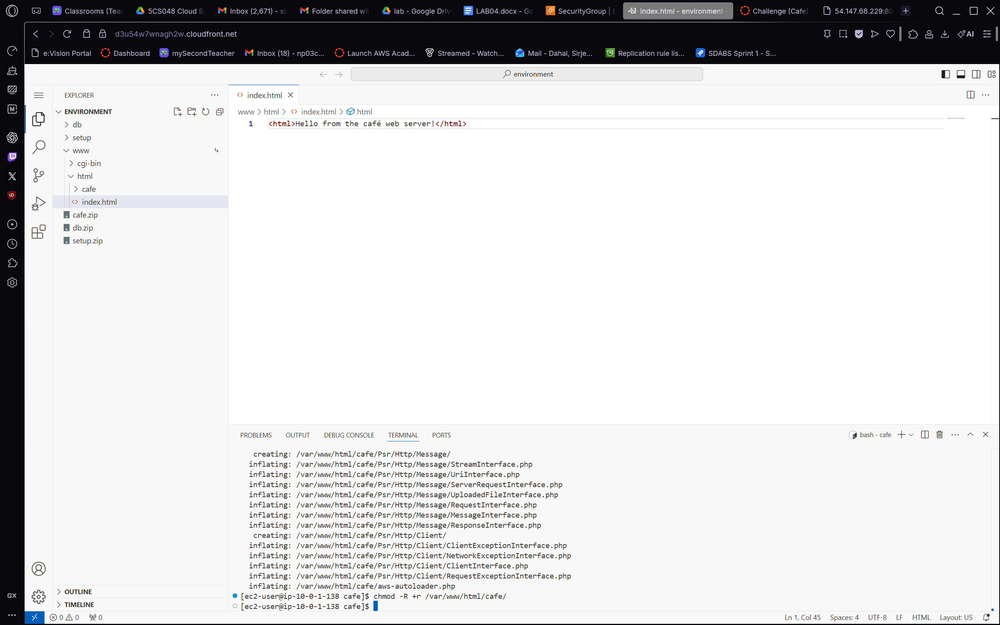 Classrooms (Teac
5CS048 Cloud Sy
Inbox (2,671) - si
Folder shared wit
lab - Google Driv
LAB04.docx - Go
SecurityGroup | E
index.html - environment -
Challenge (Cafe)
54.147.68.229:80
d3u54w7wnagh2w.cloudfront.net
AI
e:Vision Portal
Dashboard
mySecondTeacher
Inbox (18) - np03c...
Launch AWS Acad...
Streamed - Watch...
Mail - Dahal, Sirje...
Replication rule lis...
SDABS Sprint 1 - S...
environment
EXPLORER
ENVIRONMENT
db
setup
www
cgi-bin
html
cafe
index.html
cafe.zip
db.zip
setup.zip
OUTLINE
TIMELINE
index.html
www > html > index.html > html
1 <html>Hello from the café web server!</html>
PROBLEMS OUTPUT DEBUG CONSOLE TERMINAL PORTS
bash - cafe
creating: /var/www/html/cafe/Psr/Http/Message/
inflating: /var/www/html/cafe/Psr/Http/Message/StreamInterface.php
inflating: /var/www/html/cafe/Psr/Http/Message/UriInterface.php
inflating: /var/www/html/cafe/Psr/Http/Message/ServerRequestInterface.php
inflating: /var/www/html/cafe/Psr/Http/Message/UploadedFileInterface.php
inflating: /var/www/html/cafe/Psr/Http/Message/RequestInterface.php
inflating: /var/www/html/cafe/Psr/Http/Message/MessageInterface.php
inflating: /var/www/html/cafe/Psr/Http/Message/ResponseInterface.php
creating: /var/www/html/cafe/Psr/Http/Client/
inflating: /var/www/html/cafe/Psr/Http/Client/ClientExceptionInterface.php
inflating: /var/www/html/cafe/Psr/Http/Client/NetworkExceptionInterface.php
inflating: /var/www/html/cafe/Psr/Http/Client/ClientInterface.php
inflating: /var/www/html/cafe/Psr/Http/Client/RequestExceptionInterface.php
inflating: /var/www/html/cafe/aws-autoloader.php
[ec2-user@ip-10-0-1-138 cafe]$ chmod -R +r /var/www/html/cafe/
[ec2-user@ip-10-0-1-138 cafe]$
GX
0 0 0
Ln 1, Col 45 Spaces: 4 UTF-8 LF HTML Layout: US